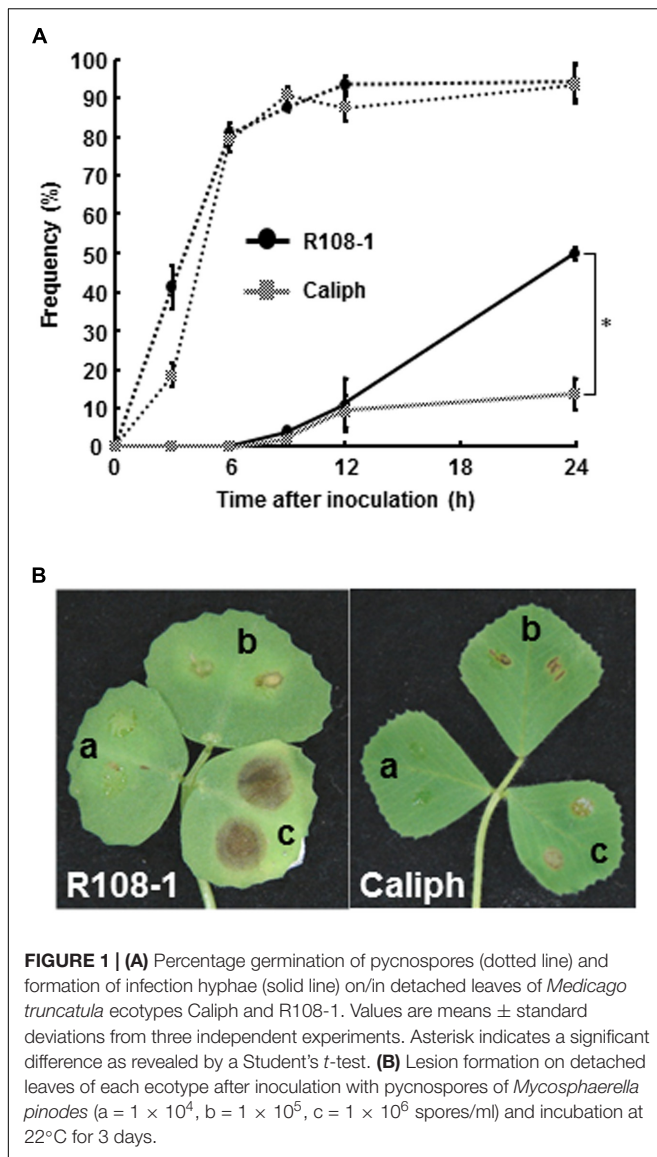 A
100
90
80
70
60
50
40
30
20
10
0
Frequency (%)
R108-1
Caliph
*
0 6 12 18 24
Time after inoculation (h)
B
a b c
R108-1
a b c
Caliph
FIGURE 1 | (A) Percentage germination of pycnospores (dotted line) and
formation of infection hyphae (solid line) on/in detached leaves of Medicago
truncatula ecotypes Caliph and R108-1. Values are means ± standard
deviations from three independent experiments. Asterisk indicates a significant
difference as revealed by a Student’s t-test. (B) Lesion formation on detached
leaves of each ecotype after inoculation with pycnospores of Mycosphaerella
pinodes (a = 1 × 10⁴, b = 1 × 10⁵, c = 1 × 10⁶ spores/ml) and incubation at
22°C for 3 days.